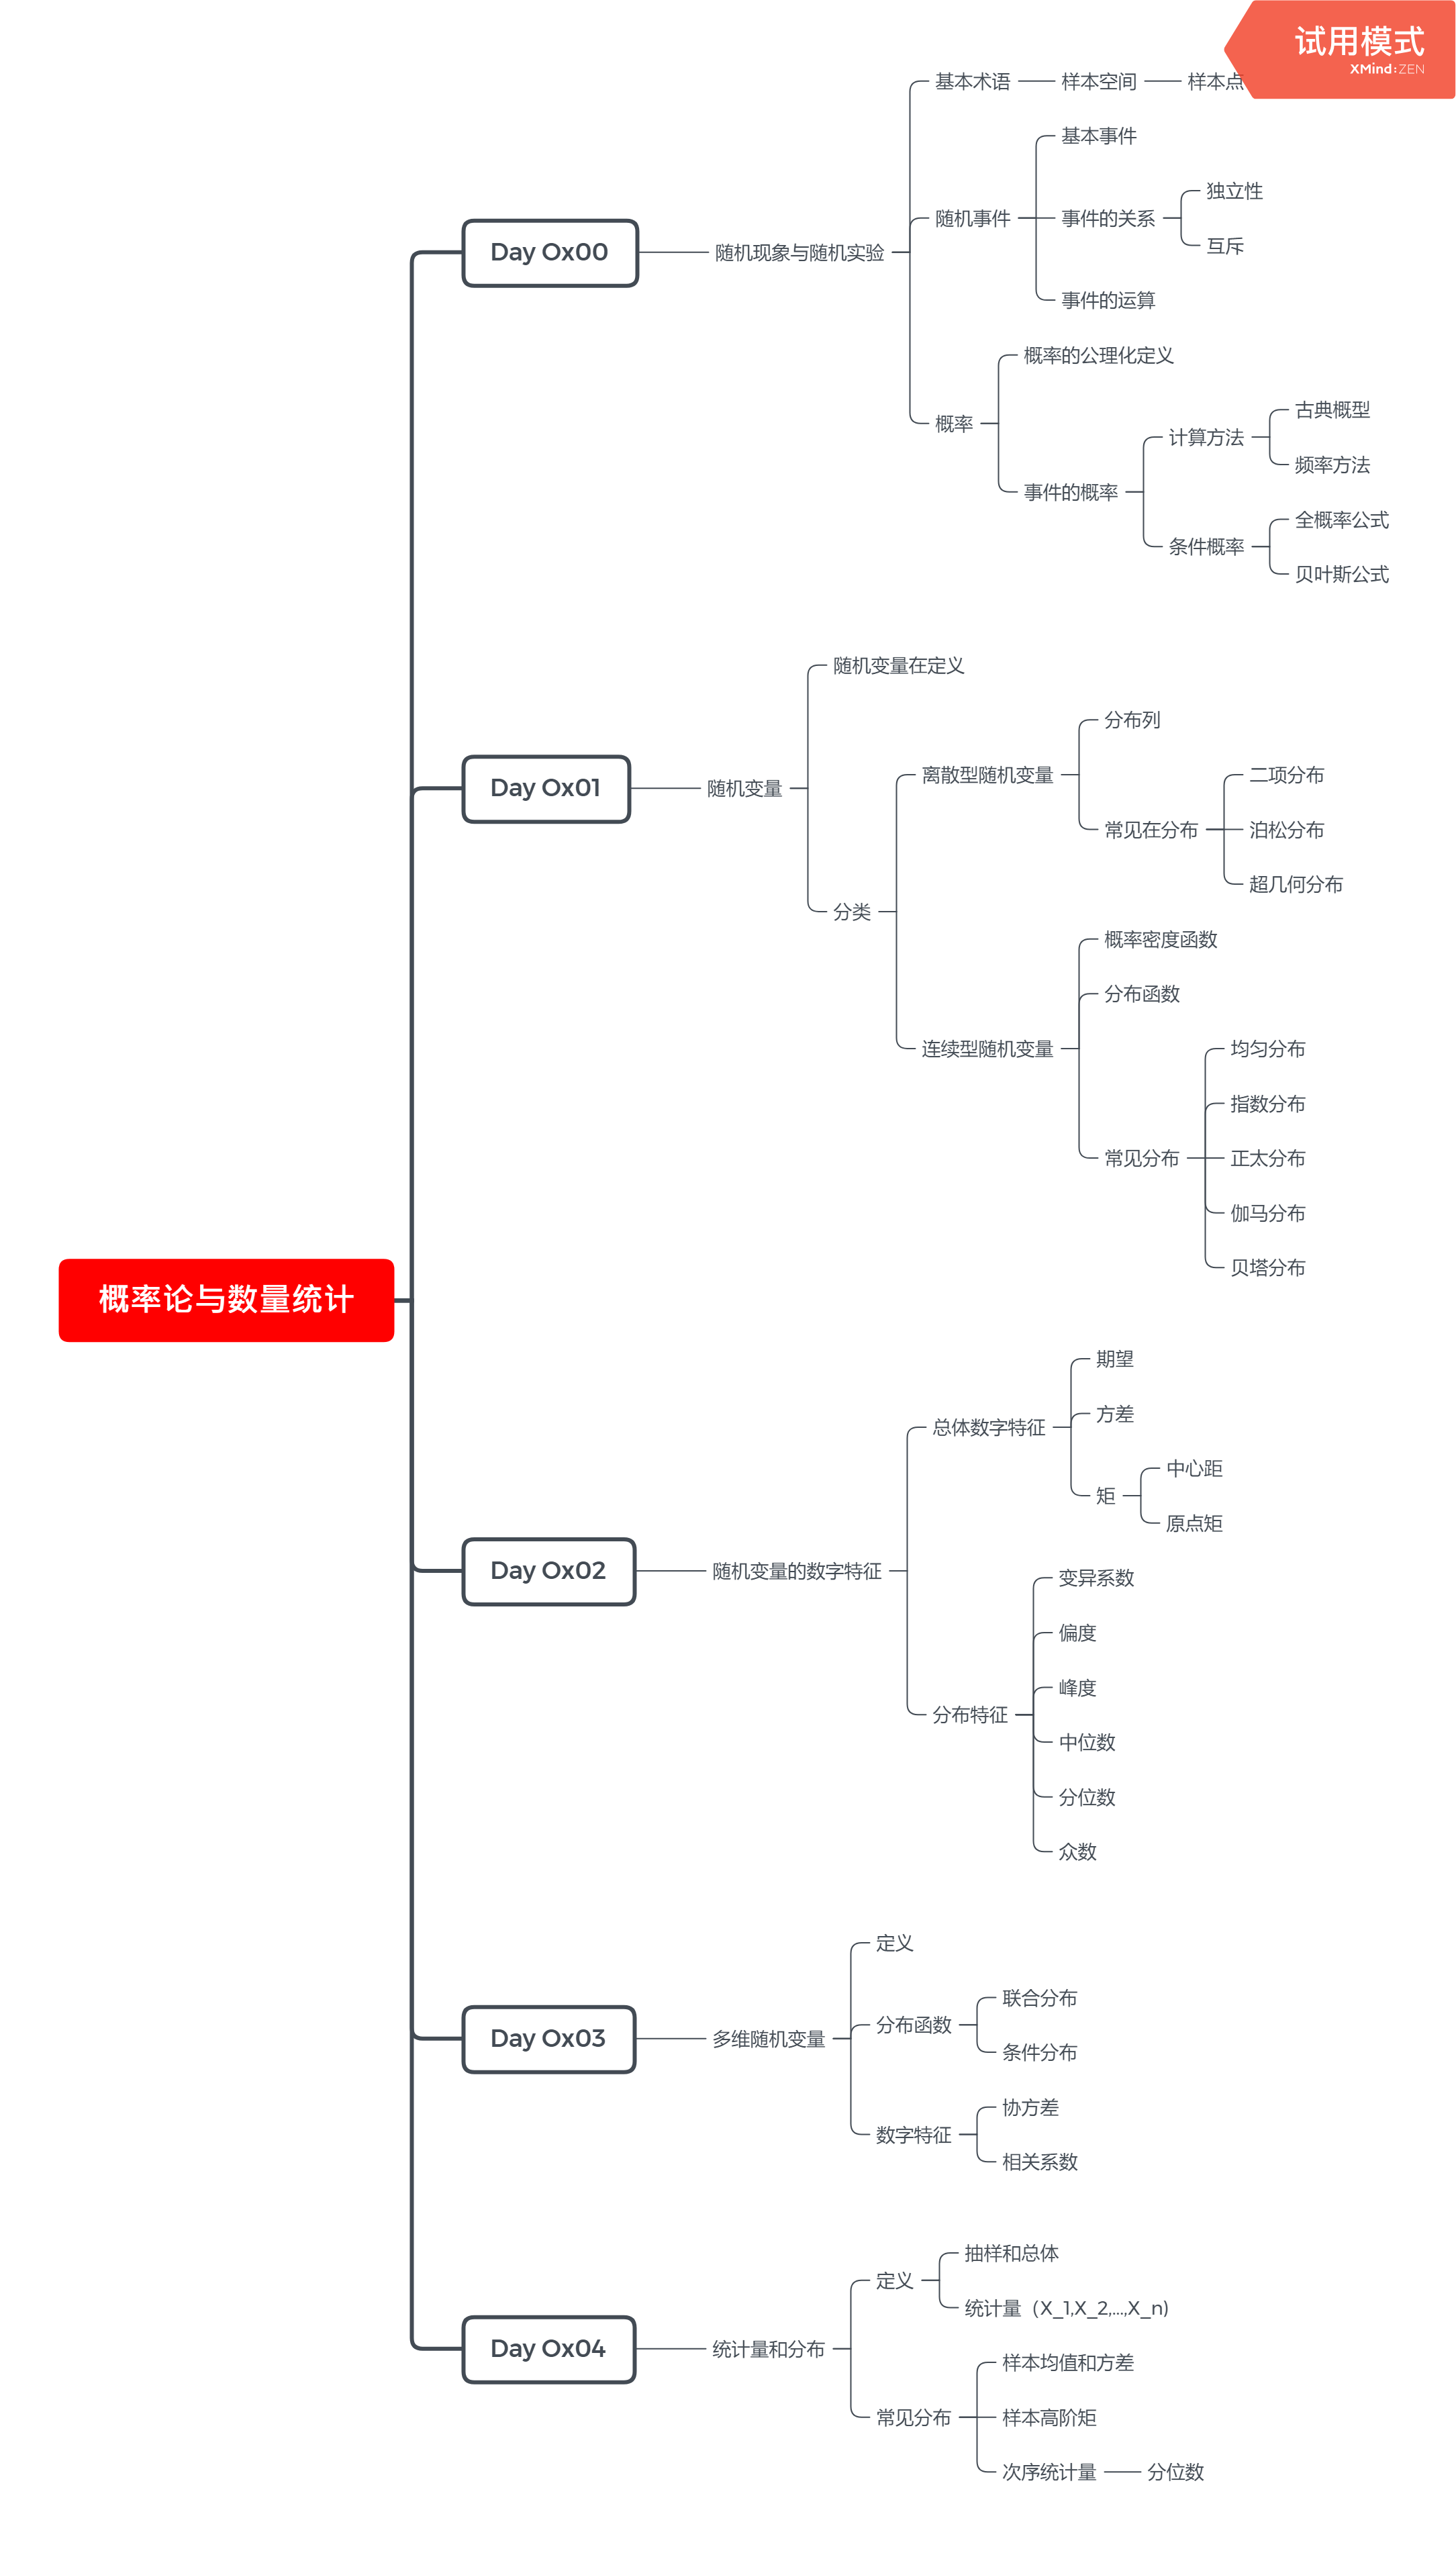 试用模式
XMind:ZEN
基本术语
样本空间
样本点
基本事件
独立性
随机事件
事件的关系
互斥
Day 0x00
随机现象与随机实验
事件的运算
概率的公理化定义
古典概型
概率
计算方法
频率方法
事件的概率
全概率公式
条件概率
贝叶斯公式
随机变量在定义
分布列
离散型随机变量
二项分布
Day 0x01
随机变量
常见在分布
泊松分布
超几何分布
分类
概率密度函数
分布函数
连续型随机变量
均匀分布
指数分布
常见分布
正太分布
伽马分布
贝塔分布
概率论与数量统计
期望
方差
总体数字特征
中心距
矩
原点矩
Day 0x02
随机变量的数字特征
变异系数
偏度
峰度
分布特征
中位数
分位数
众数
定义
联合分布
分布函数
Day 0x03
多维随机变量
条件分布
协方差
数字特征
相关系数
抽样和总体
定义
统计量（X_1,X_2,...,X_n)
Day 0x04
统计量和分布
样本均值和方差
常见分布
样本高阶矩
次序统计量
分位数